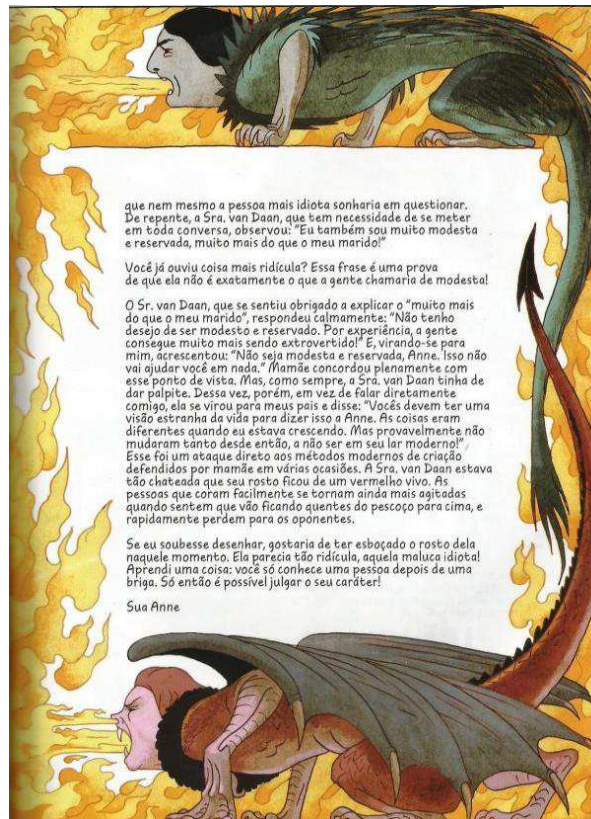 que nem mesmo a pessoa mais idiota sonharia em questionar.
De repente, a Sra. van Daan, que tem necessidade de se meter
em toda conversa, observou: "Eu também sou muito modesta
e reservada, muito mais do que o meu marido!"
Você já ouviu coisa mais ridícula? Essa frase é uma prova
de que ela não é exatamente o que a gente chamaria de modesta!
O Sr. van Daan, que se sentiu obrigado a explicar o "muito mais
do que o meu marido", respondeu calmamente: "Não tenho
desejo de ser modesto e reservado. Por experiência, a gente
consegue muito mais sendo extrovertido!" E, virando-se para
mim, acrescentou: "Não seja modesta e reservada, Anne. Isso não
vai ajudar você em nada." Mamãe concordou plenamente com
esse ponto de vista. Mas, como sempre, a Sra. van Daan tinha de
dar palpite. Dessa vez, porém, em vez de falar diretamente
comigo, ela se virou para meus pais e disse: "Vocês devem ter uma
visão estranha da vida para dizer isso a Anne. As coisas eram
diferentes quando eu estava crescendo. Mas provavelmente não
mudaram tanto desde então, a não ser em seu lar moderno!"
Esse foi um ataque direto aos métodos modernos de criação
defendidos por mamãe em várias ocasiões. A Sra. van Daan estava
tão chateada que seu rosto ficou de um vermelho vivo. As
pessoas que coram facilmente se tornam ainda mais agitadas
quando sentem que vão ficando quentes do pescoço para cima, e
rapidamente perdem para os oponentes.
Se eu soubesse desenhar, gostaria de ter esboçado o rosto dela
naquele momento. Ela parecia tão ridícula, aquela maluca idiota!
Aprendi uma coisa: você só conhece uma pessoa depois de uma
briga. Só então é possível julgar o seu caráter!
Sua Anne